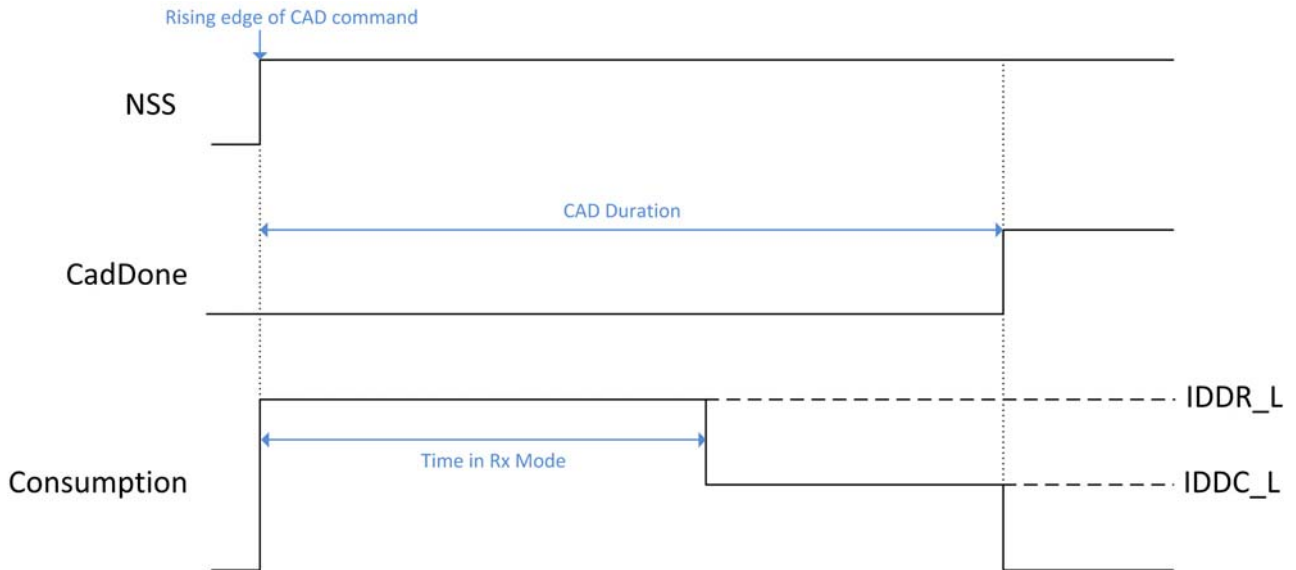 Rising edge of CAD command
NSS
CAD Duration
CadDone
IDDR_L
Time in Rx Mode
Consumption
IDDC_L